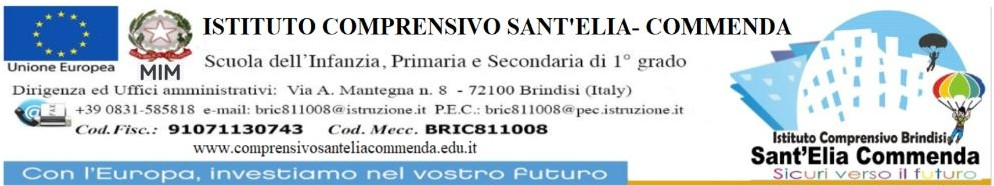 ISTITUTO COMPRENSIVO SANT'ELIA- COMMENDA
Unione Europea
MIM
Scuola dell'Infanzia, Primaria e Secondaria di 1° grado
Dirigenza ed Uffici amministrativi: Via A. Mantegna n. 8 - 72100 Brindisi (Italy)
+39 0831-585818 e-mail: bric811008@istruzione.it P.E.C.: bric811008@pec.istruzione.it
Cod.Fisc.: 91071130743 Cod. Mecc. BRIC811008
www.comprensivosanteliacommenda.edu.it
Con l'Europa, investiamo nel vostro futuro
Istituto Comprensivo Brindisi
Sant'Elia Commenda
Sicuri verso il futuro